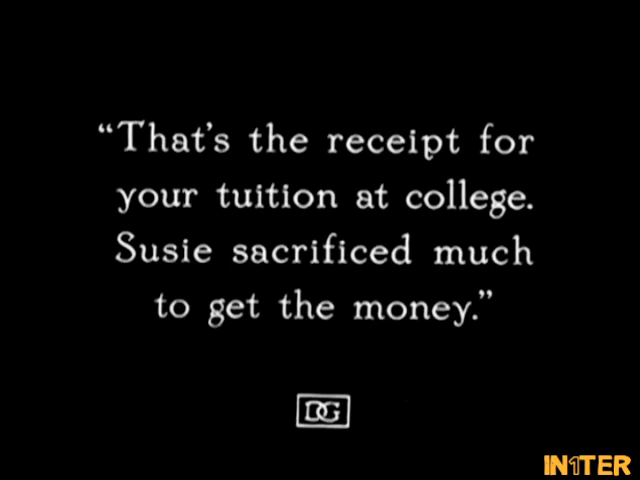 “That’s the receipt for
your tuition at college.
Susie sacrificed much
to get the money.”
DG
IN1TER